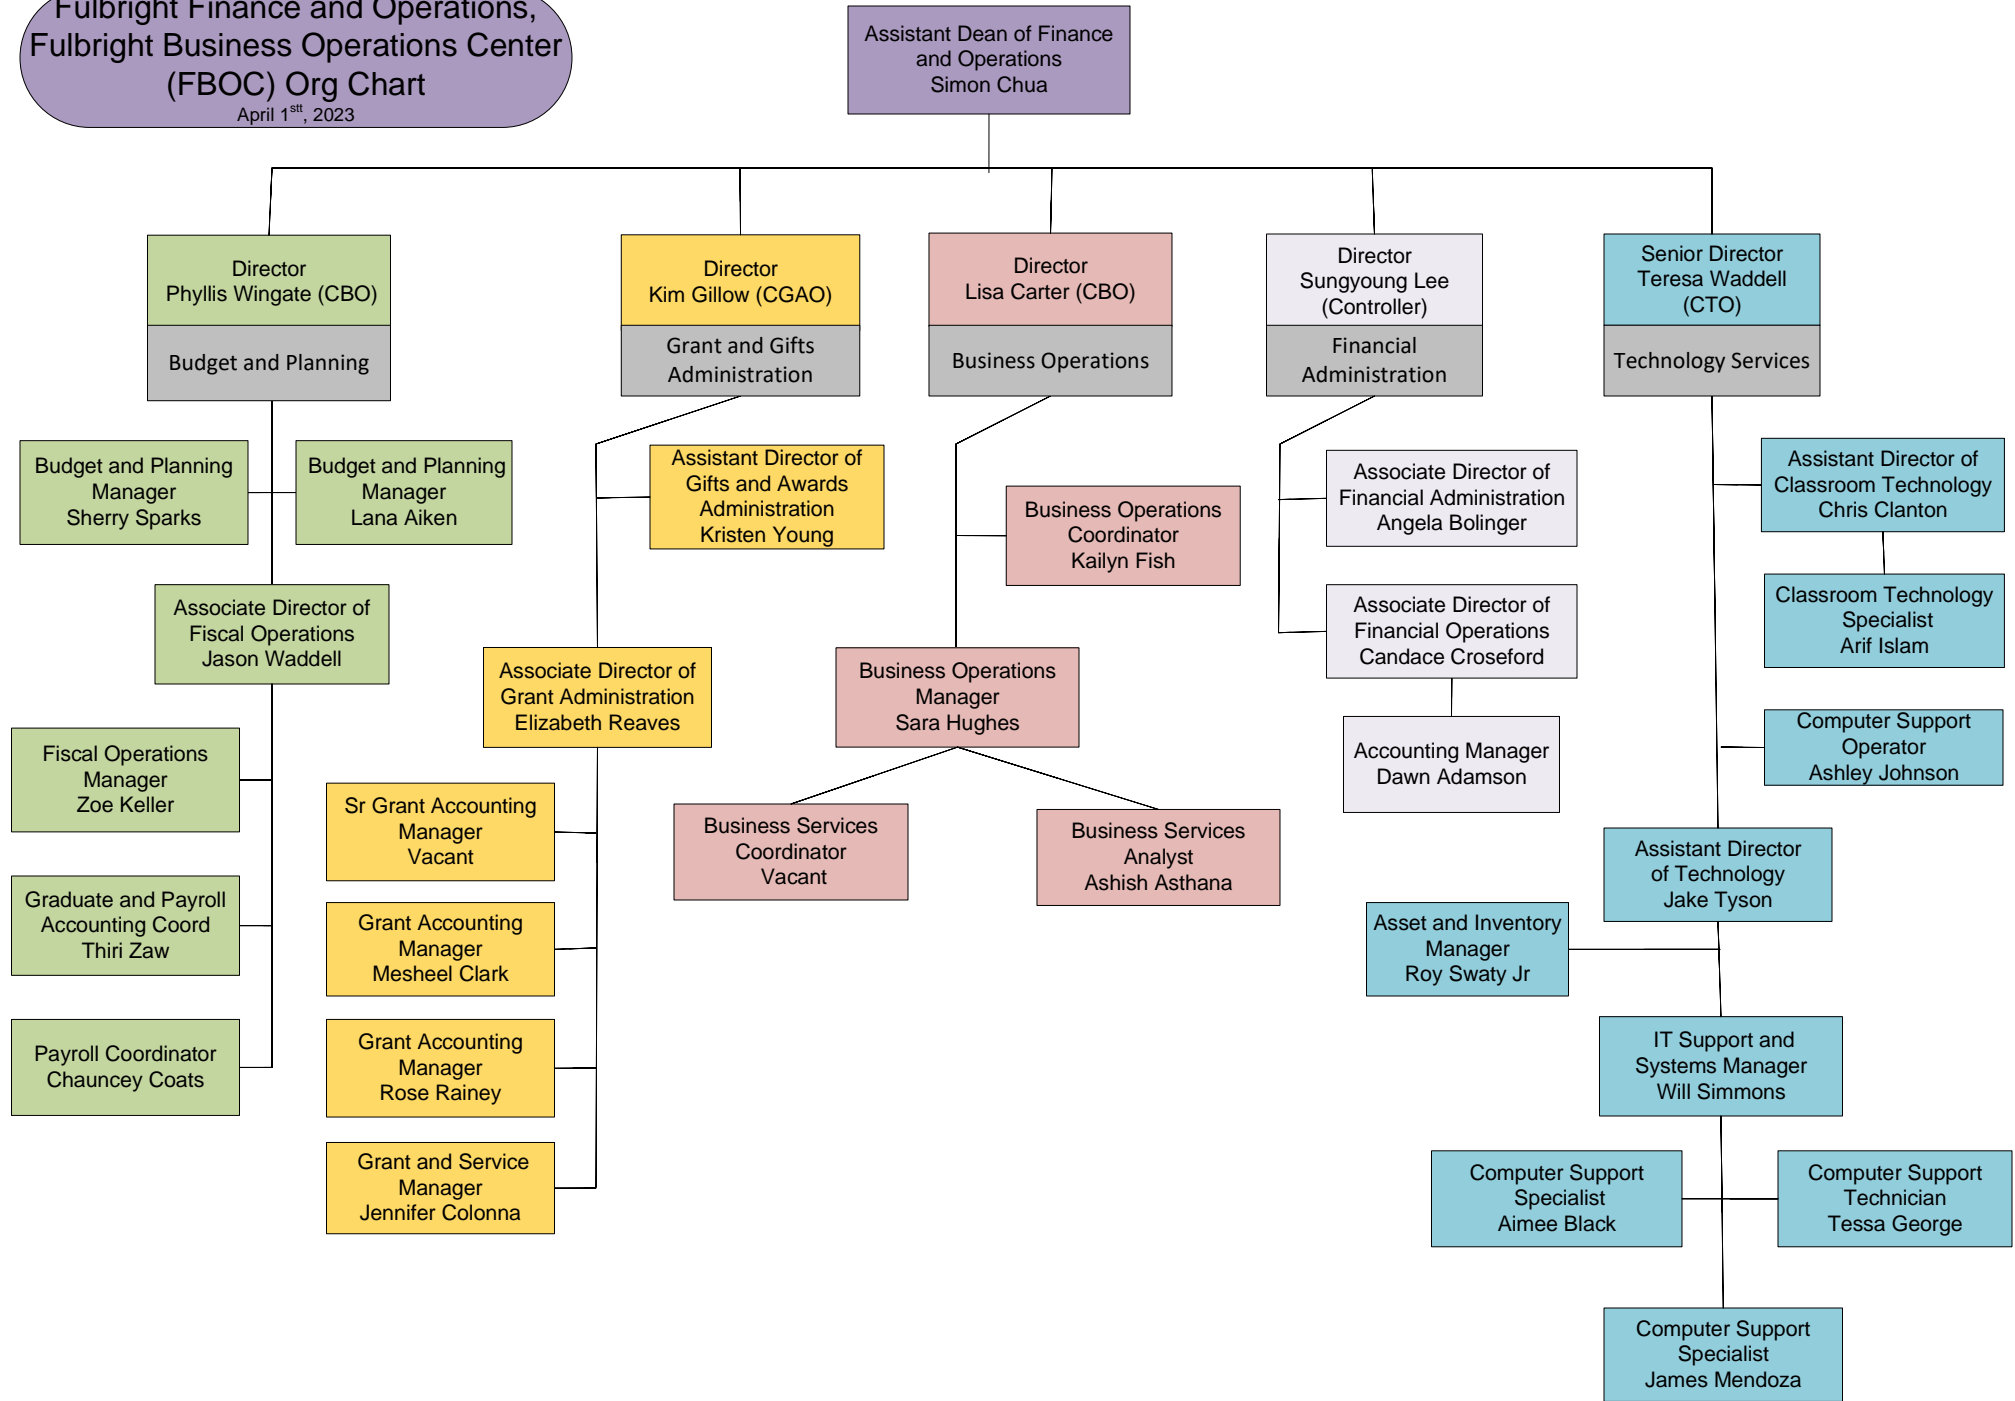 Fulbright Finance and Operations,
Fulbright Business Operations Center
(FBOC) Org Chart
April 1stt, 2023
Assistant Dean of Finance
and Operations
Simon Chua
Director
Phyllis Wingate (CBO)
Budget and Planning
Director
Kim Gillow (CGAO)
Grant and Gifts
Administration
Director
Lisa Carter (CBO)
Business Operations
Director
Sungyoung Lee
(Controller)
Financial
Administration
Senior Director
Teresa Waddell
(CTO)
Technology Services
Budget and Planning
Manager
Sherry Sparks
Budget and Planning
Manager
Lana Aiken
Associate Director of
Fiscal Operations
Jason Waddell
Fiscal Operations
Manager
Zoe Keller
Graduate and Payroll
Accounting Coord
Thiri Zaw
Payroll Coordinator
Chauncey Coats
Assistant Director of
Gifts and Awards
Administration
Kristen Young
Associate Director of
Grant Administration
Elizabeth Reaves
Sr Grant Accounting
Manager
Vacant
Grant Accounting
Manager
Mesheel Clark
Grant Accounting
Manager
Rose Rainey
Grant and Service
Manager
Jennifer Colonna
Business Operations
Coordinator
Kailyn Fish
Business Operations
Manager
Sara Hughes
Business Services
Coordinator
Vacant
Business Services
Analyst
Ashish Asthana
Associate Director of
Financial Administration
Angela Bolinger
Associate Director of
Financial Operations
Candace Croseford
Accounting Manager
Dawn Adamson
Assistant Director of
Classroom Technology
Chris Clanton
Classroom Technology
Specialist
Arif Islam
Computer Support
Operator
Ashley Johnson
Assistant Director
of Technology
Jake Tyson
Asset and Inventory
Manager
Roy Swaty Jr
IT Support and
Systems Manager
Will Simmons
Computer Support
Specialist
Aimee Black
Computer Support
Technician
Tessa George
Computer Support
Specialist
James Mendoza